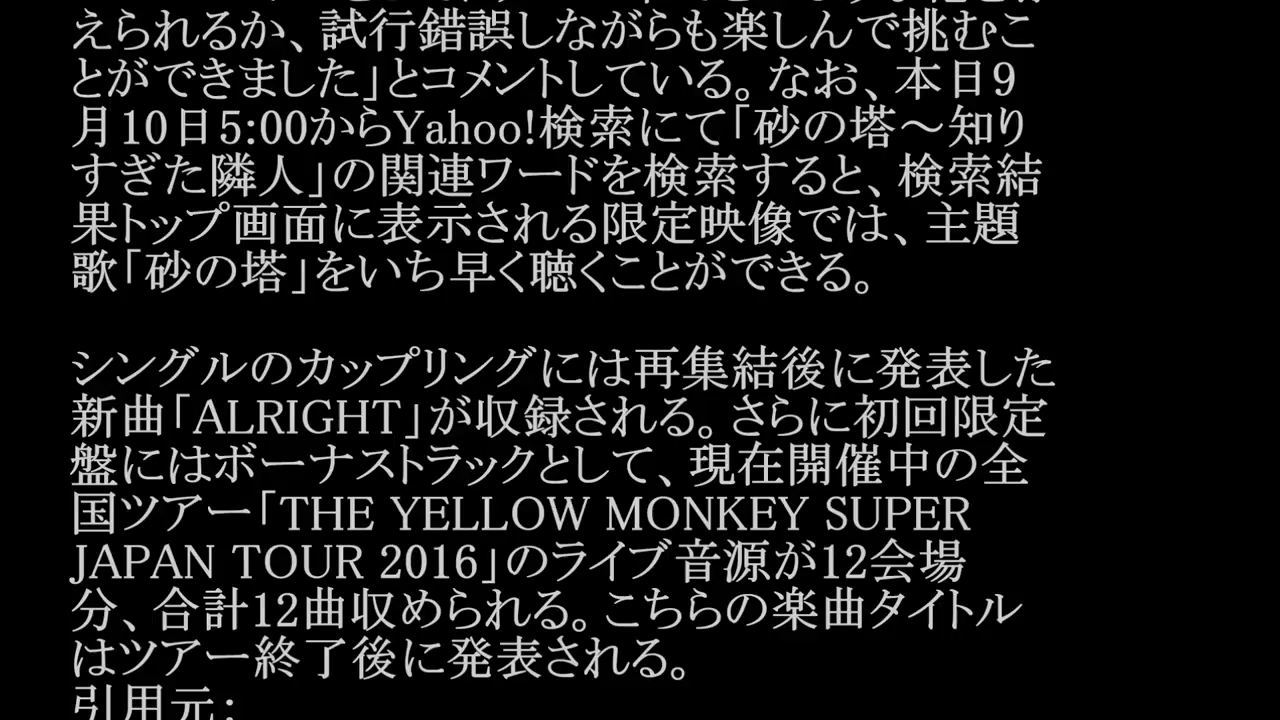 えられるか、試行錯誤しながらも楽しんで挑むこ
とができました」とコメントしている。なお、本日9
月10日5:00からYahoo!検索にて「砂の塔～知り
すぎた隣人」の関連ワードを検索すると、検索結
果トップ画面に表示される限定映像では、主題
歌「砂の塔」をいち早く聴くことができる。
シングルのカップリングには再集結後に発表した
新曲「ALRIGHT」が収録される。さらに初回限定
盤にはボーナストラックとして、現在開催中の全
国ツアー「THE YELLOW MONKEY SUPER
JAPAN TOUR 2016」のライブ音源が12会場
分、合計12曲収められる。こちらの楽曲タイトル
はツアー終了後に発表される。
引用元：